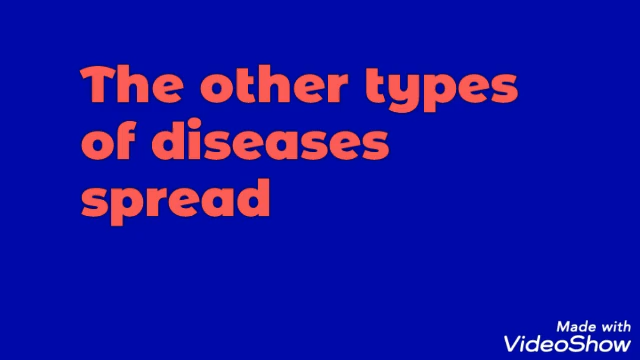 The other types
of diseases
spread
Made with
VideoShow